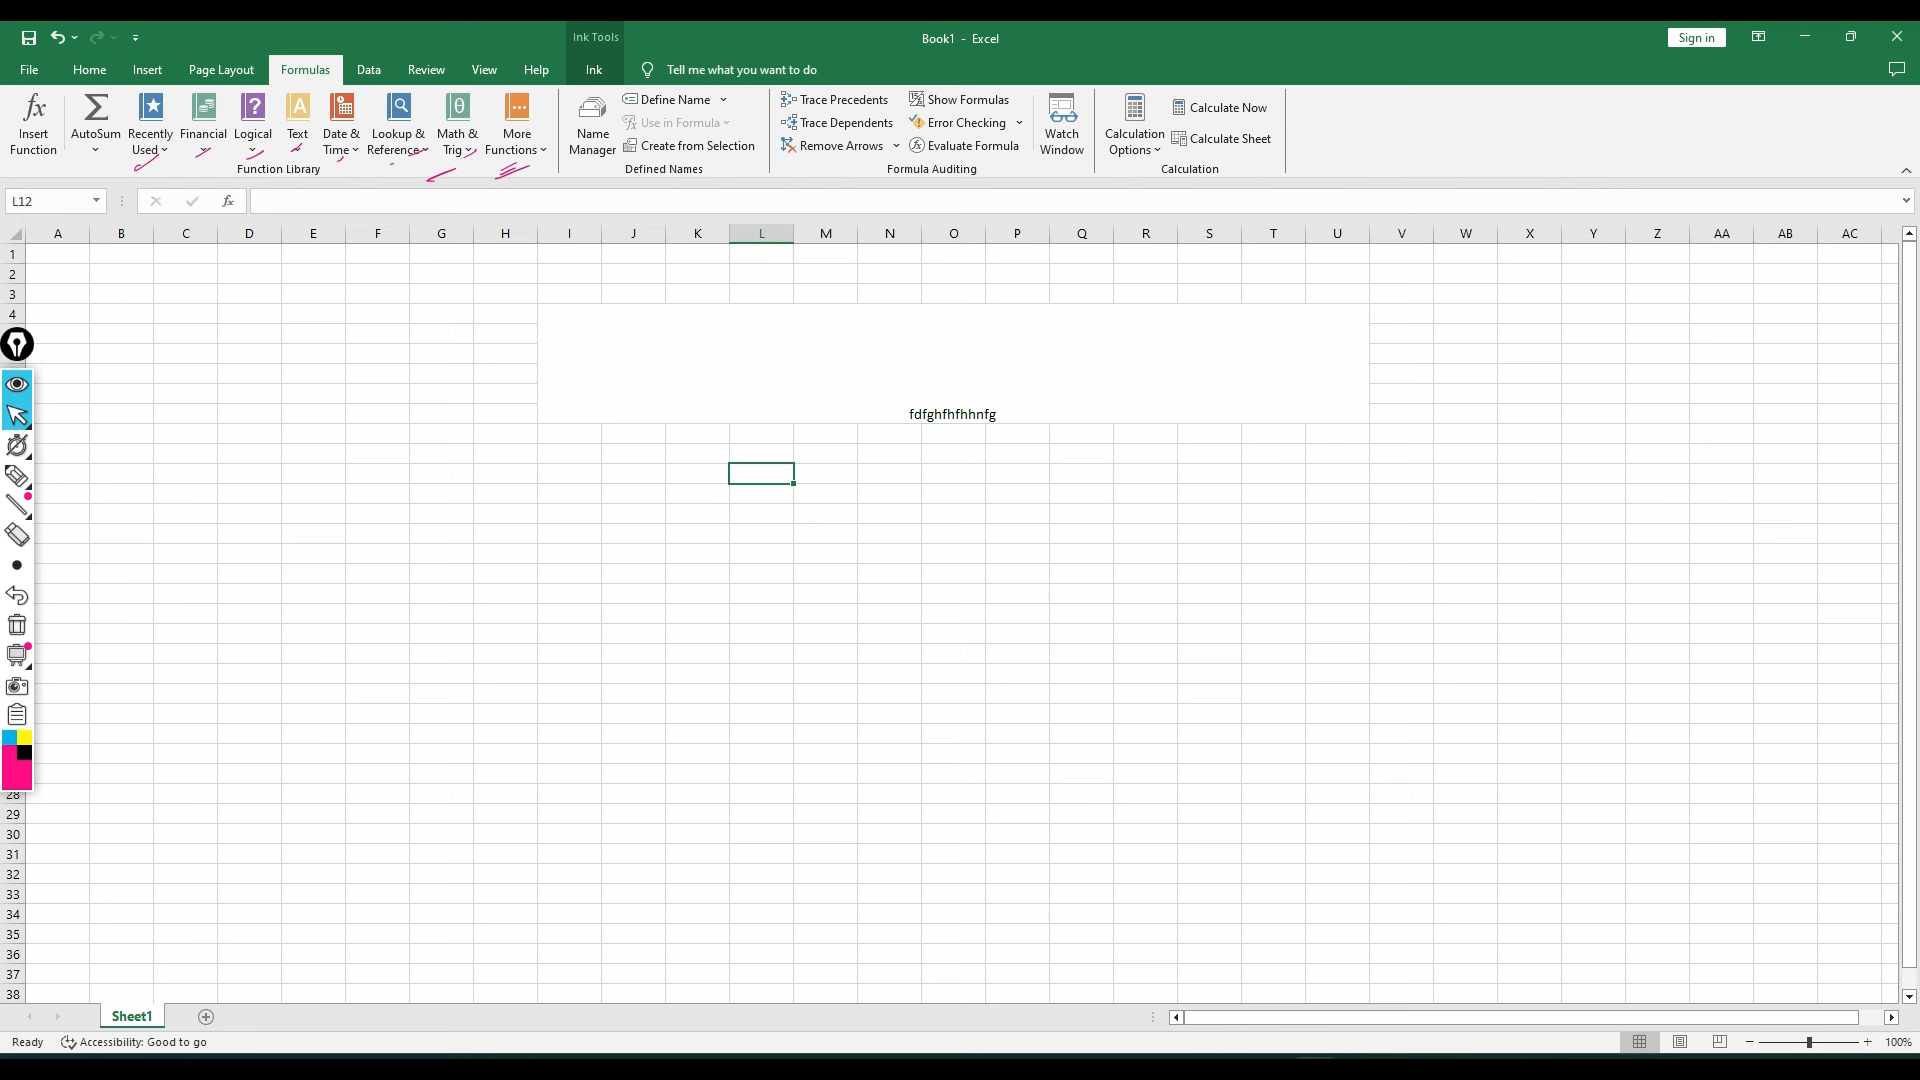 Ink Tools
Book1 - Excel
Sign in
File Home Insert Page Layout Formulas Data Review View Help Ink Tell me what you want to do
Insert Function
AutoSum
Recently Used
Financial
Logical
Text
Date & Time
Lookup & Reference
Math & Trig
More Functions
Function Library
Name Manager
Define Name
Use in Formula
Create from Selection
Defined Names
Trace Precedents
Trace Dependents
Remove Arrows
Show Formulas
Error Checking
Evaluate Formula
Formula Auditing
Watch Window
Calculation Options
Calculate Now
Calculate Sheet
Calculation
L12
fx
A B C D E F G H I J K L M N O P Q R S T U V W X Y Z AA AB AC
1
2
3
4
fdfghfhfhhnfg
28
29
30
31
32
33
34
35
36
37
38
Sheet1
Ready
Accessibility: Good to go
100%